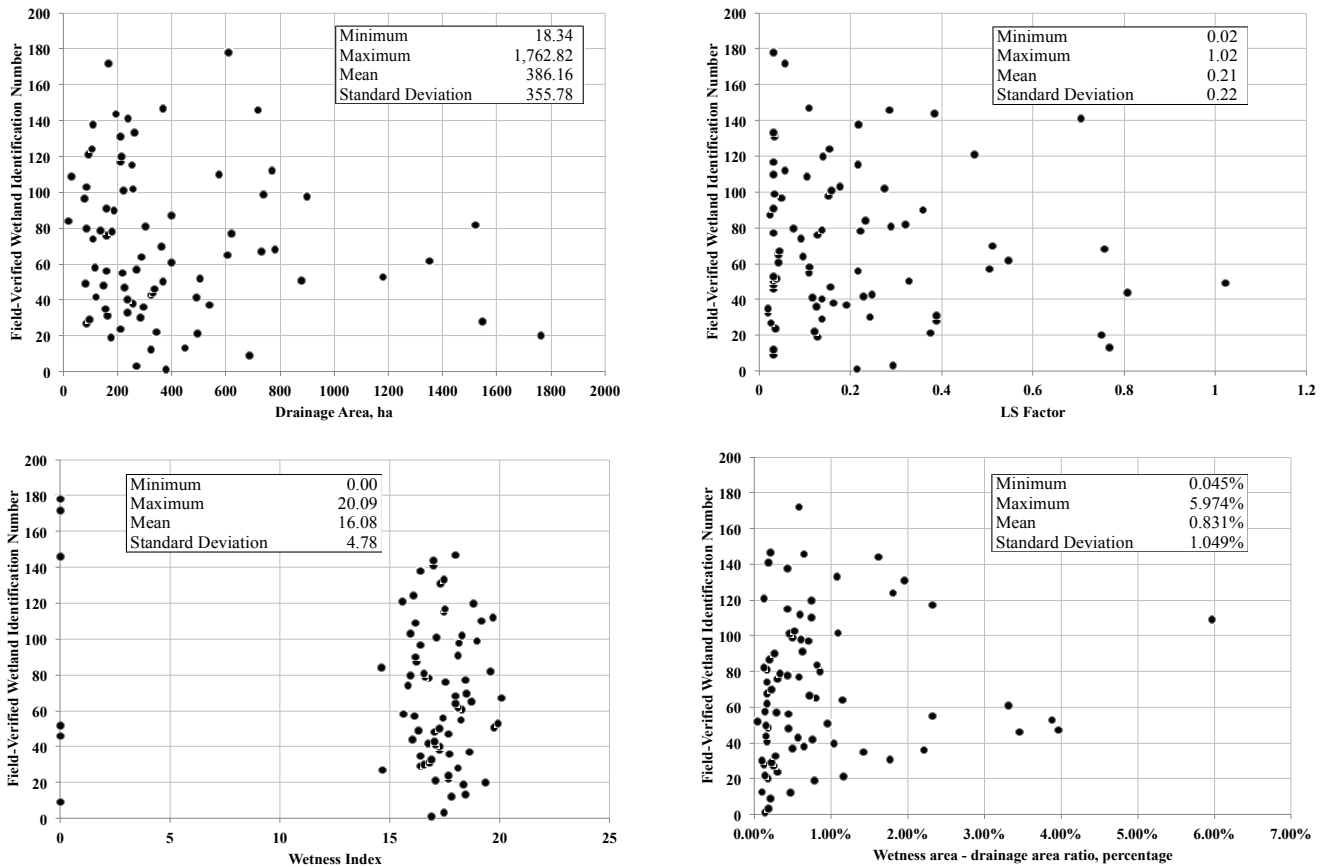 Field-Verified Wetland Identification Number
200
180
160
140
120
100
80
60
40
20
0
Minimum 18.34
Maximum 1,762.82
Mean 386.16
Standard Deviation 355.78
0 200 400 600 800 1000 1200 1400 1600 1800 2000
Drainage Area, ha
Field-Verified Wetland Identification Number
200
180
160
140
120
100
80
60
40
20
0
Minimum 0.02
Maximum 1.02
Mean 0.21
Standard Deviation 0.22
0 0.2 0.4 0.6 0.8 1 1.2
LS Factor
Field-Verified Wetland Identification Number
200
180
160
140
120
100
80
60
40
20
0
Minimum 0.00
Maximum 20.09
Mean 16.08
Standard Deviation 4.78
0 5 10 15 20 25
Wetness Index
Field-Verified Wetland Identification Number
200
180
160
140
120
100
80
60
40
20
0
Minimum 0.045%
Maximum 5.974%
Mean 0.831%
Standard Deviation 1.049%
0.00% 1.00% 2.00% 3.00% 4.00% 5.00% 6.00% 7.00%
Wetness area - drainage area ratio, percentage